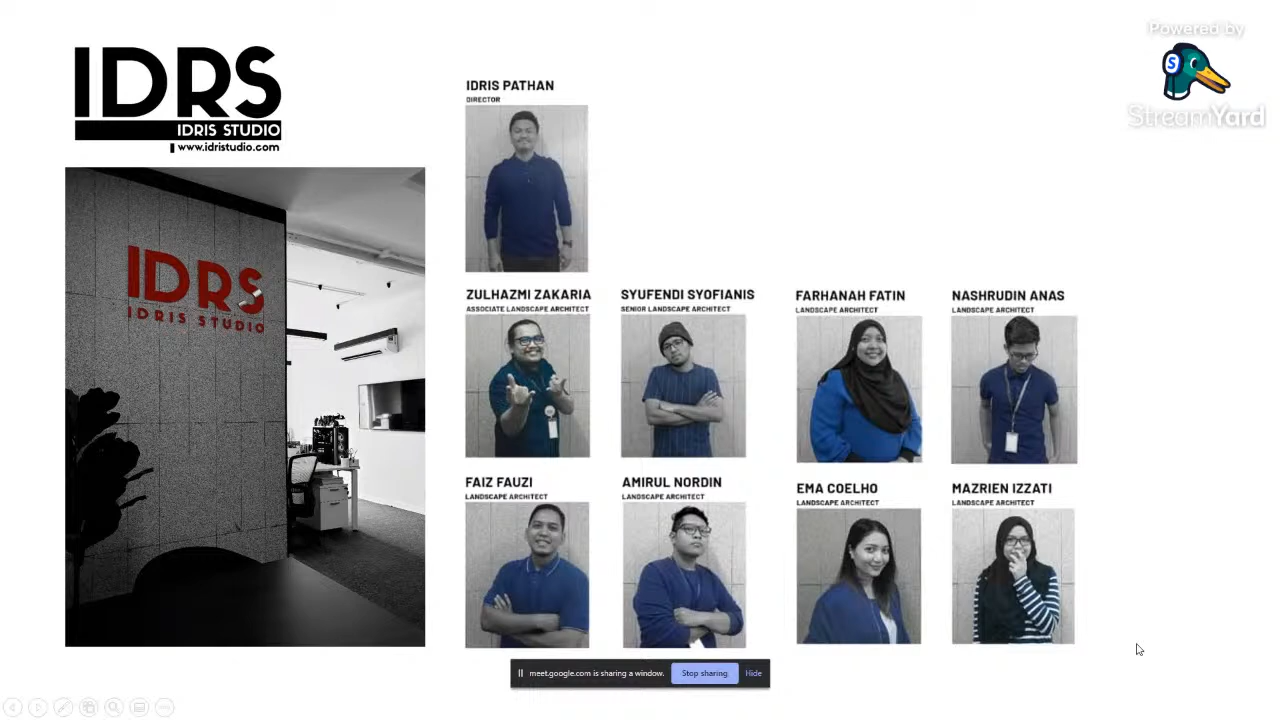 IDRS
IDRIS STUDIO
www.idristudio.com
Powered by
S
StreamYard
IDRS
IDRIS STUDIO
IDRIS PATHAN
DIRECTOR
ZULHAZMI ZAKARIA
ASSOCIATE LANDSCAPE ARCHITECT
SYUFENDI SYOFIANIS
SENIOR LANDSCAPE ARCHITECT
FARHANAH FATIN
LANDSCAPE ARCHITECT
NASHRUDIN ANAS
LANDSCAPE ARCHITECT
FAIZ FAUZI
LANDSCAPE ARCHITECT
AMIRUL NORDIN
LANDSCAPE ARCHITECT
EMA COELHO
LANDSCAPE ARCHITECT
MAZRIEN IZZATI
LANDSCAPE ARCHITECT
meet.google.com is sharing a window. Stop sharing Hide